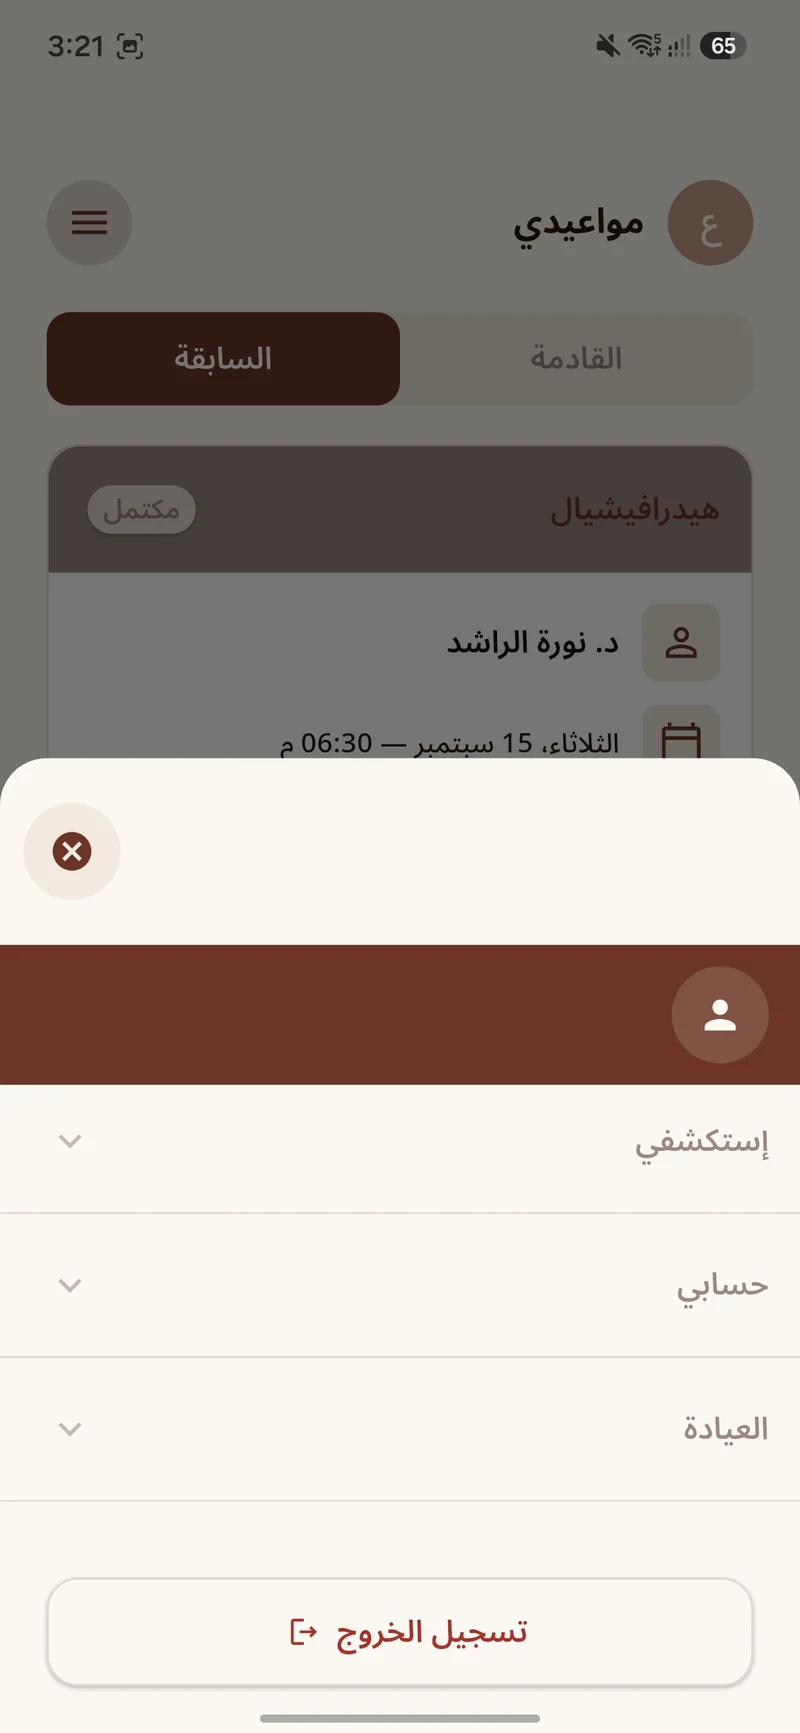 3:21
5
65
ع
مواعيدي
القادمة
السابقة
هيدرافيشيال
مكتمل
د. نورة الراشد
الثلاثاء، 15 سبتمبر — 06:30 م
إستكشفي
حسابي
العيادة
تسجيل الخروج